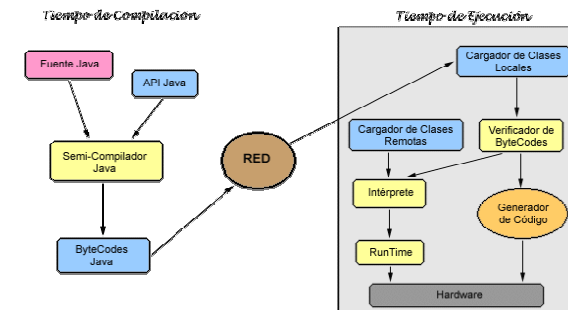 Tiempo de Compilación
Tiempo de Ejecución
Fuente Java
API Java
Semi-Compilador
Java
ByteCodes
Java
RED
Cargador de Clases
Locales
Cargador de Clases
Remotas
Verificador de
ByteCodes
Intérprete
Generador
de Código
RunTime
Hardware